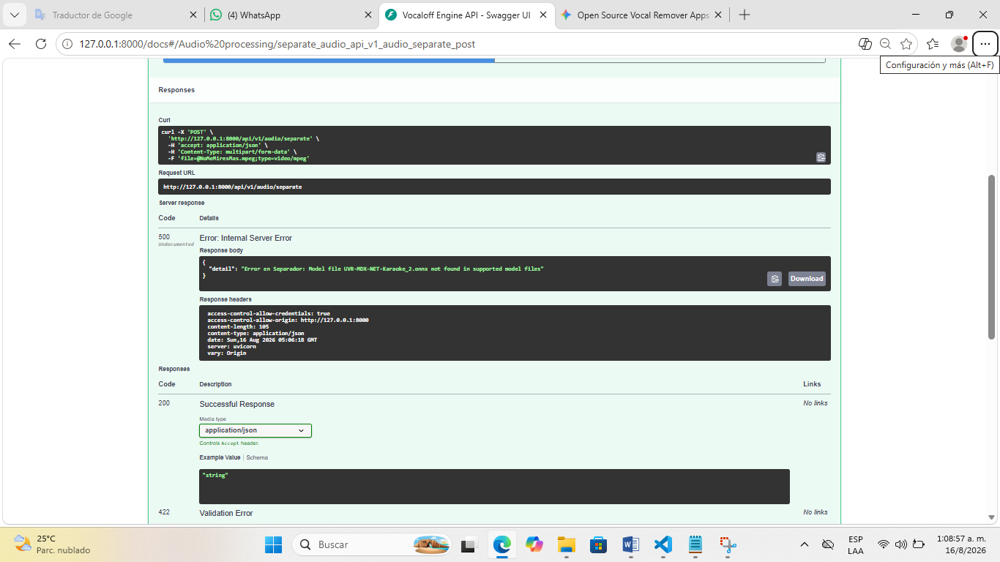 Traductor de Google
(4) WhatsApp
Vocaloff Engine API - Swagger UI
Open Source Vocal Remover Apps
127.0.0.1:8000/docs#/Audio%20processing/separate_audio_api_v1_audio_separate_post
Configuración y más (Alt+F)
Responses
Curl
curl -X 'POST' \
'http://127.0.0.1:8000/api/v1/audio/separate' \
-H 'accept: application/json' \
-H 'Content-Type: multipart/form-data' \
-F 'file=@NoMeMiresMas.mpeg;type=video/mpeg'
Request URL
http://127.0.0.1:8000/api/v1/audio/separate
Server response
Code Details
500 Error: Internal Server Error
Undocumented
Response body
{
"detail": "Error en Separador: Model file UVR-MDX-NET-Karaoke_2.onnx not found in supported model files"
}
Download
Response headers
access-control-allow-credentials: true
access-control-allow-origin: http://127.0.0.1:8000
content-length: 105
content-type: application/json
date: Sun,16 Aug 2026 05:06:18 GMT
server: uvicorn
vary: Origin
Responses
Code Description Links
200 Successful Response No links
Media type
application/json
Controls Accept header.
Example Value Schema
"string"
422 Validation Error No links
25°C
Parc. nublado
Buscar
ESP
LAA
1:08:57 a. m.
16/8/2026